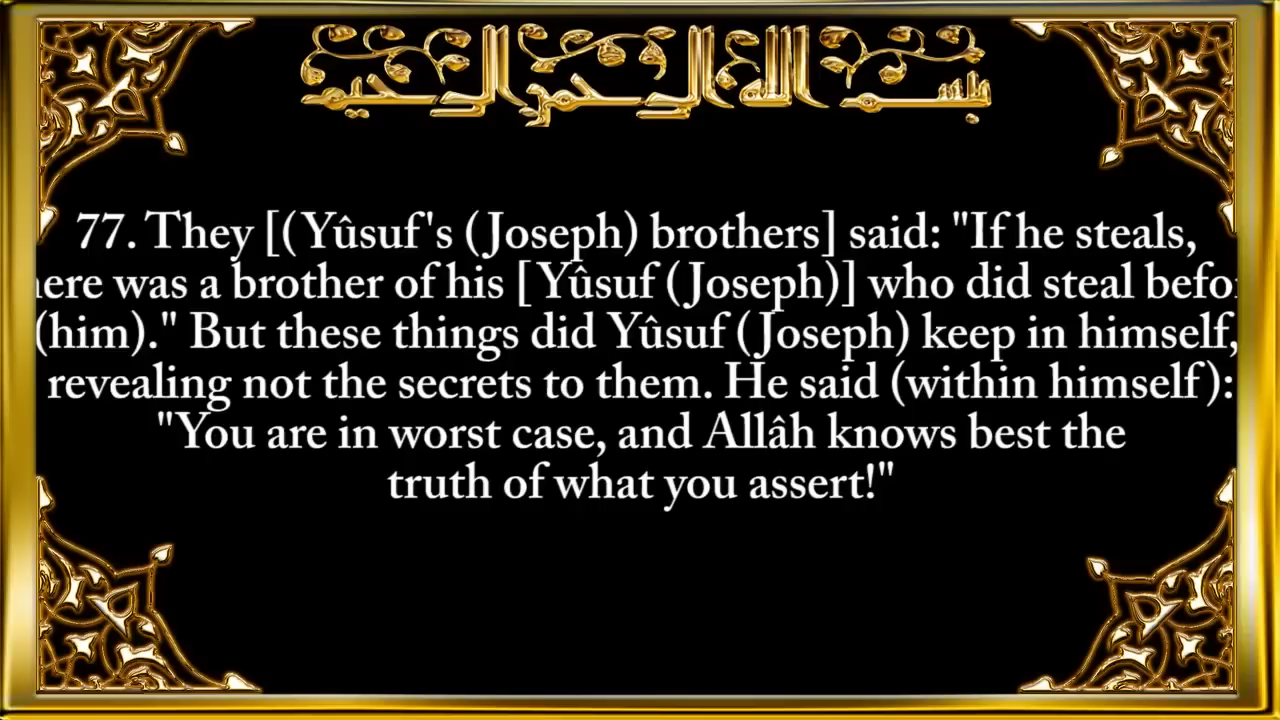 بسم الله الرحمن الرحيم
77. They [(Yûsuf's (Joseph) brothers] said: "If he steals,
here was a brother of his [Yûsuf (Joseph)] who did steal befo
(him)." But these things did Yûsuf (Joseph) keep in himself,
revealing not the secrets to them. He said (within himself):
"You are in worst case, and Allâh knows best the
truth of what you assert!"